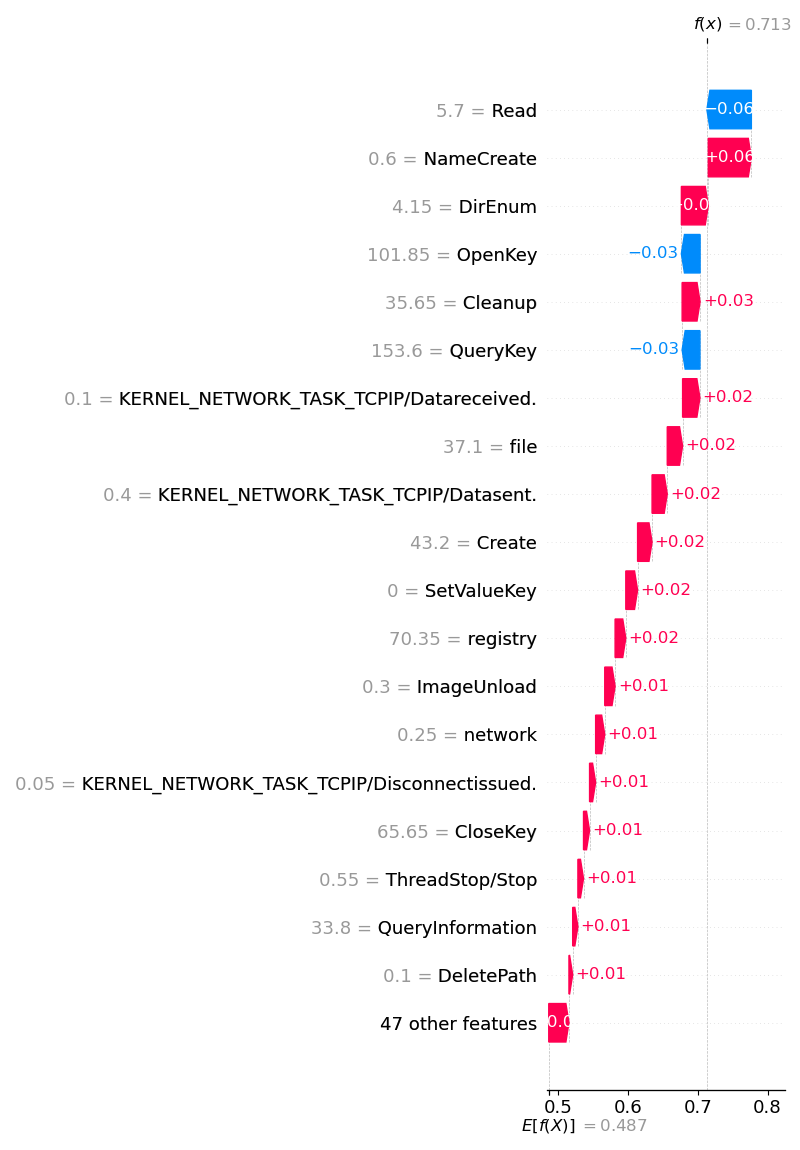 f(x) = 0.713
5.7 = Read −0.06
0.6 = NameCreate +0.06
4.15 = DirEnum
101.85 = OpenKey −0.03
35.65 = Cleanup +0.03
153.6 = QueryKey −0.03
0.1 = KERNEL_NETWORK_TASK_TCPIP/Datareceived. +0.02
37.1 = file +0.02
0.4 = KERNEL_NETWORK_TASK_TCPIP/Datasent. +0.02
43.2 = Create +0.02
0 = SetValueKey +0.02
70.35 = registry +0.02
0.3 = ImageUnload +0.01
0.25 = network +0.01
0.05 = KERNEL_NETWORK_TASK_TCPIP/Disconnectissued. +0.01
65.65 = CloseKey +0.01
0.55 = ThreadStop/Stop +0.01
33.8 = QueryInformation +0.01
0.1 = DeletePath +0.01
47 other features
0.5 0.6 0.7 0.8
E[f(X)] = 0.487